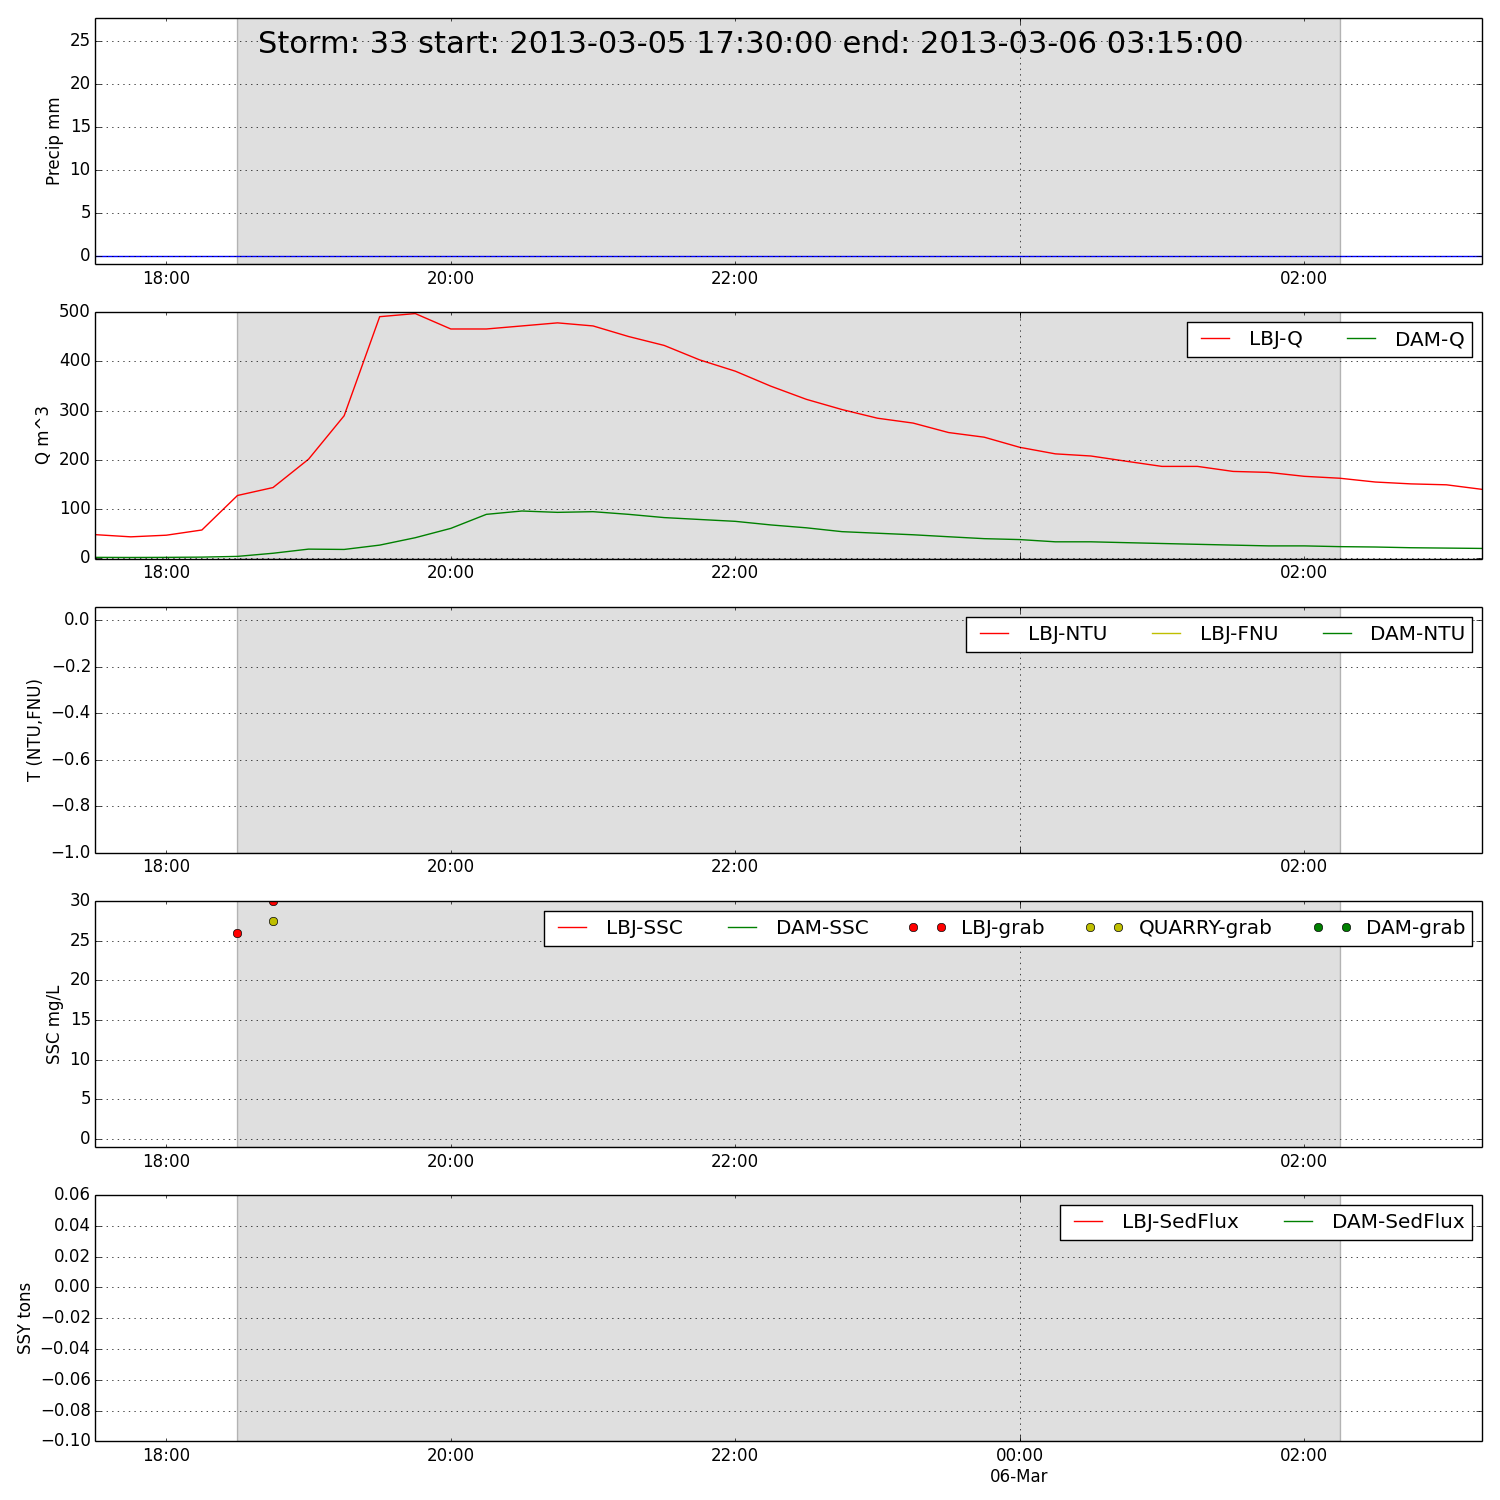 Storm: 33 start: 2013-03-05 17:30:00 end: 2013-03-06 03:15:00
Precip mm
25
20
15
10
5
0
18:00 20:00 22:00 02:00
Q m^3
500
400
300
200
100
0
LBJ-Q DAM-Q
18:00 20:00 22:00 02:00
T (NTU,FNU)
0.0
−0.2
−0.4
−0.6
−0.8
−1.0
LBJ-NTU LBJ-FNU DAM-NTU
18:00 20:00 22:00 02:00
SSC mg/L
30
25
20
15
10
5
0
LBJ-SSC DAM-SSC LBJ-grab QUARRY-grab DAM-grab
18:00 20:00 22:00 02:00
SSY tons
0.06
0.04
0.02
0.00
−0.02
−0.04
−0.06
−0.08
−0.10
LBJ-SedFlux DAM-SedFlux
18:00 20:00 22:00 00:00 02:00
06-Mar